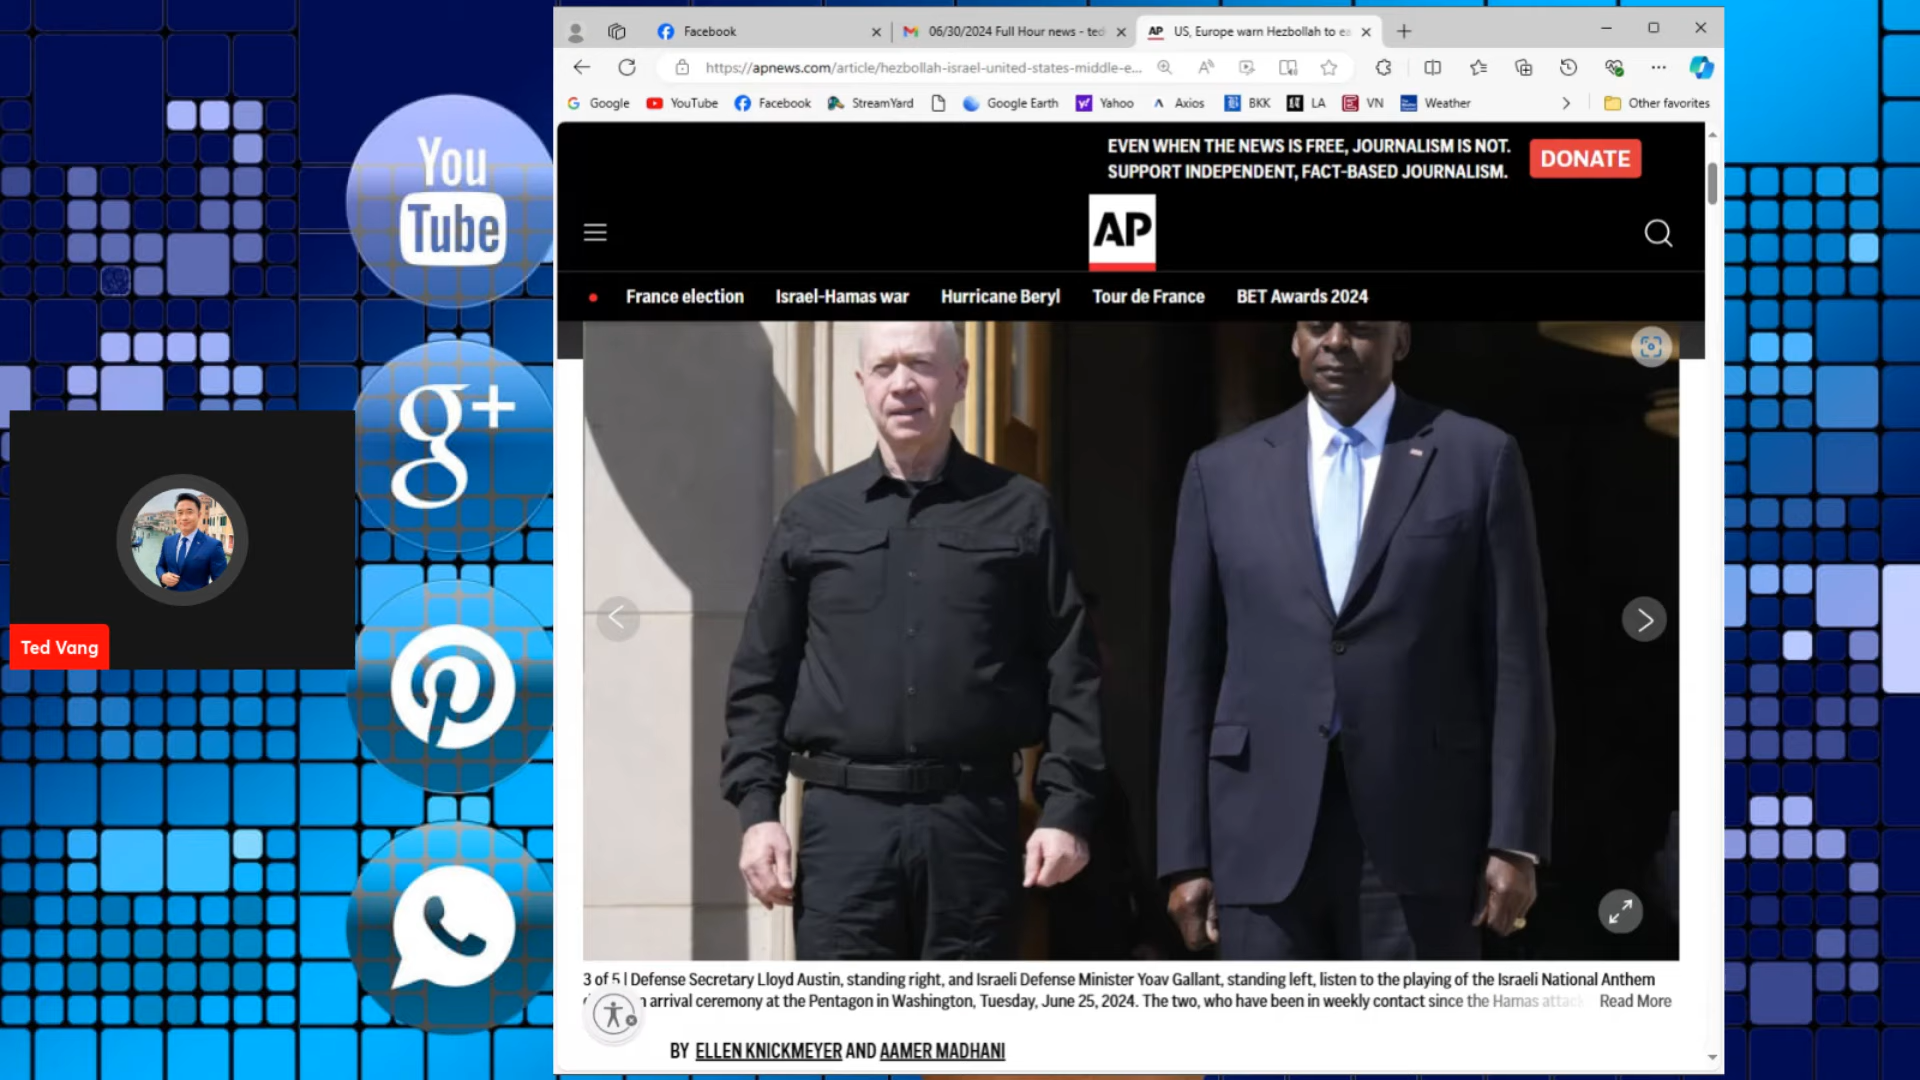 Facebook
06/30/2024 Full Hour news - ted
AP US, Europe warn Hezbollah to ea
https://apnews.com/article/hezbollah-israel-united-states-middle-e...
Google YouTube Facebook StreamYard Google Earth Yahoo Axios BKK LA VN Weather Other favorites
EVEN WHEN THE NEWS IS FREE, JOURNALISM IS NOT.
SUPPORT INDEPENDENT, FACT-BASED JOURNALISM.
DONATE
AP
France election Israel-Hamas war Hurricane Beryl Tour de France BET Awards 2024
You
Tube
g+
Ted Vang
3 of 5 | Defense Secretary Lloyd Austin, standing right, and Israeli Defense Minister Yoav Gallant, standing left, listen to the playing of the Israeli National Anthem
arrival ceremony at the Pentagon in Washington, Tuesday, June 25, 2024. The two, who have been in weekly contact since the Hamas attack Read More
BY ELLEN KNICKMEYER AND AAMER MADHANI